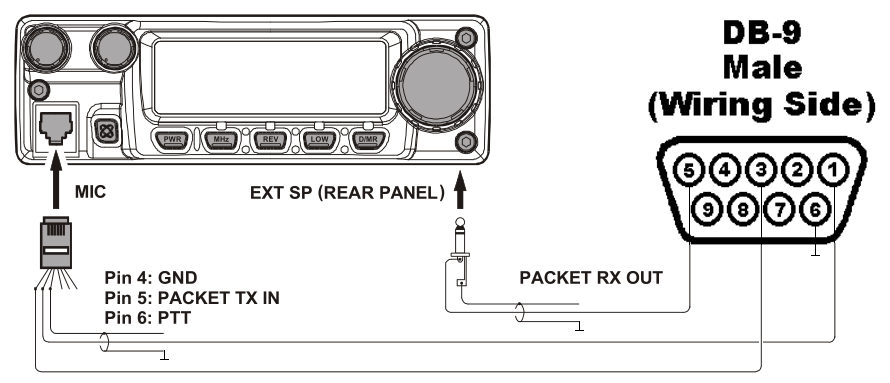 DB-9
Male
(Wiring Side)
PWR MHz REV LOW D/MR
5 4 3 2 1
9 8 7 6
MIC
EXT SP (REAR PANEL)
Pin 4: GND
Pin 5: PACKET TX IN
Pin 6: PTT
PACKET RX OUT